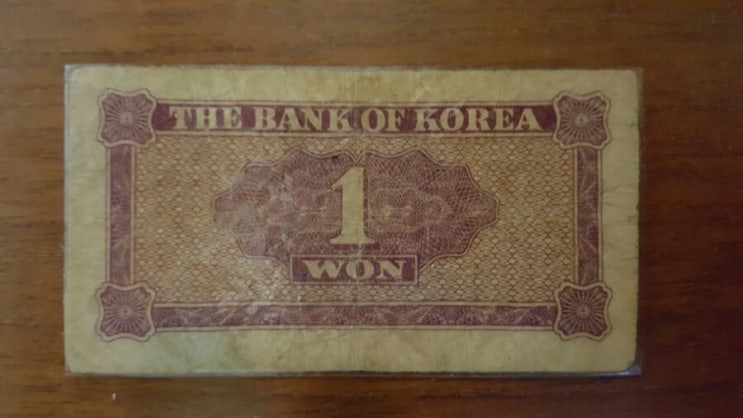 THE BANK OF KOREA
1
WON